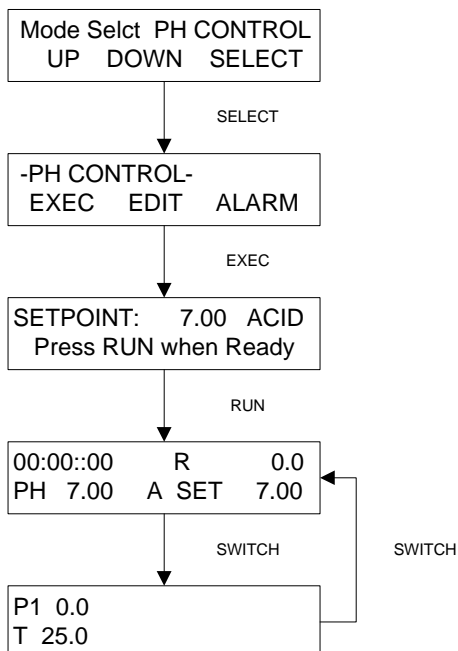 Mode Selct PH CONTROL
UP DOWN SELECT
SELECT
-PH CONTROL-
EXEC EDIT ALARM
EXEC
SETPOINT: 7.00 ACID
Press RUN when Ready
RUN
00:00::00 R 0.0
PH 7.00 A SET 7.00
SWITCH SWITCH
P1 0.0
T 25.0